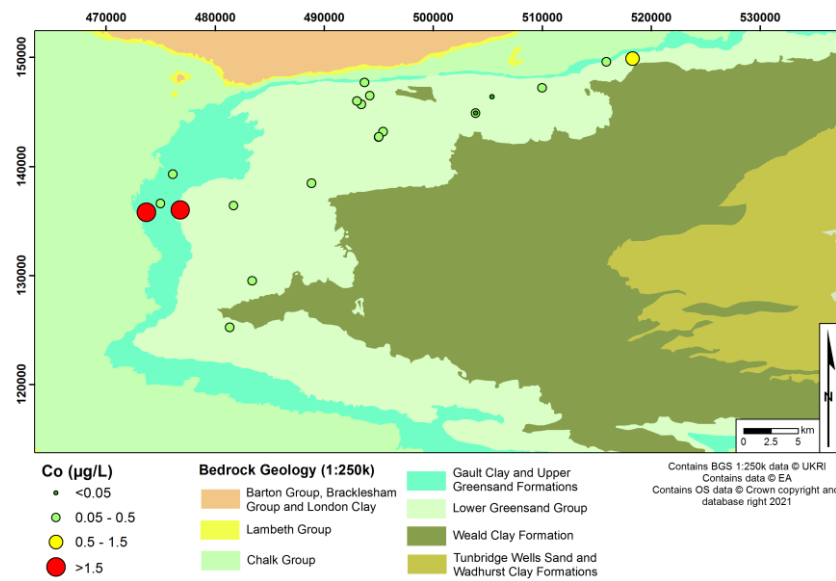 470000 480000 490000 500000 510000 520000 530000
150000
140000
130000
120000
N
km
0 2.5 5
Co (µg/L)
<0.05
0.05 - 0.5
0.5 - 1.5
>1.5
Bedrock Geology (1:250k)
Barton Group, Bracklesham
Group and London Clay
Lambeth Group
Chalk Group
Gault Clay and Upper
Greensand Formations
Lower Greensand Group
Weald Clay Formation
Tunbridge Wells Sand and
Wadhurst Clay Formations
Contains BGS 1:250k data © UKRI
Contains data © EA
Contains OS data © Crown copyright and
database right 2021